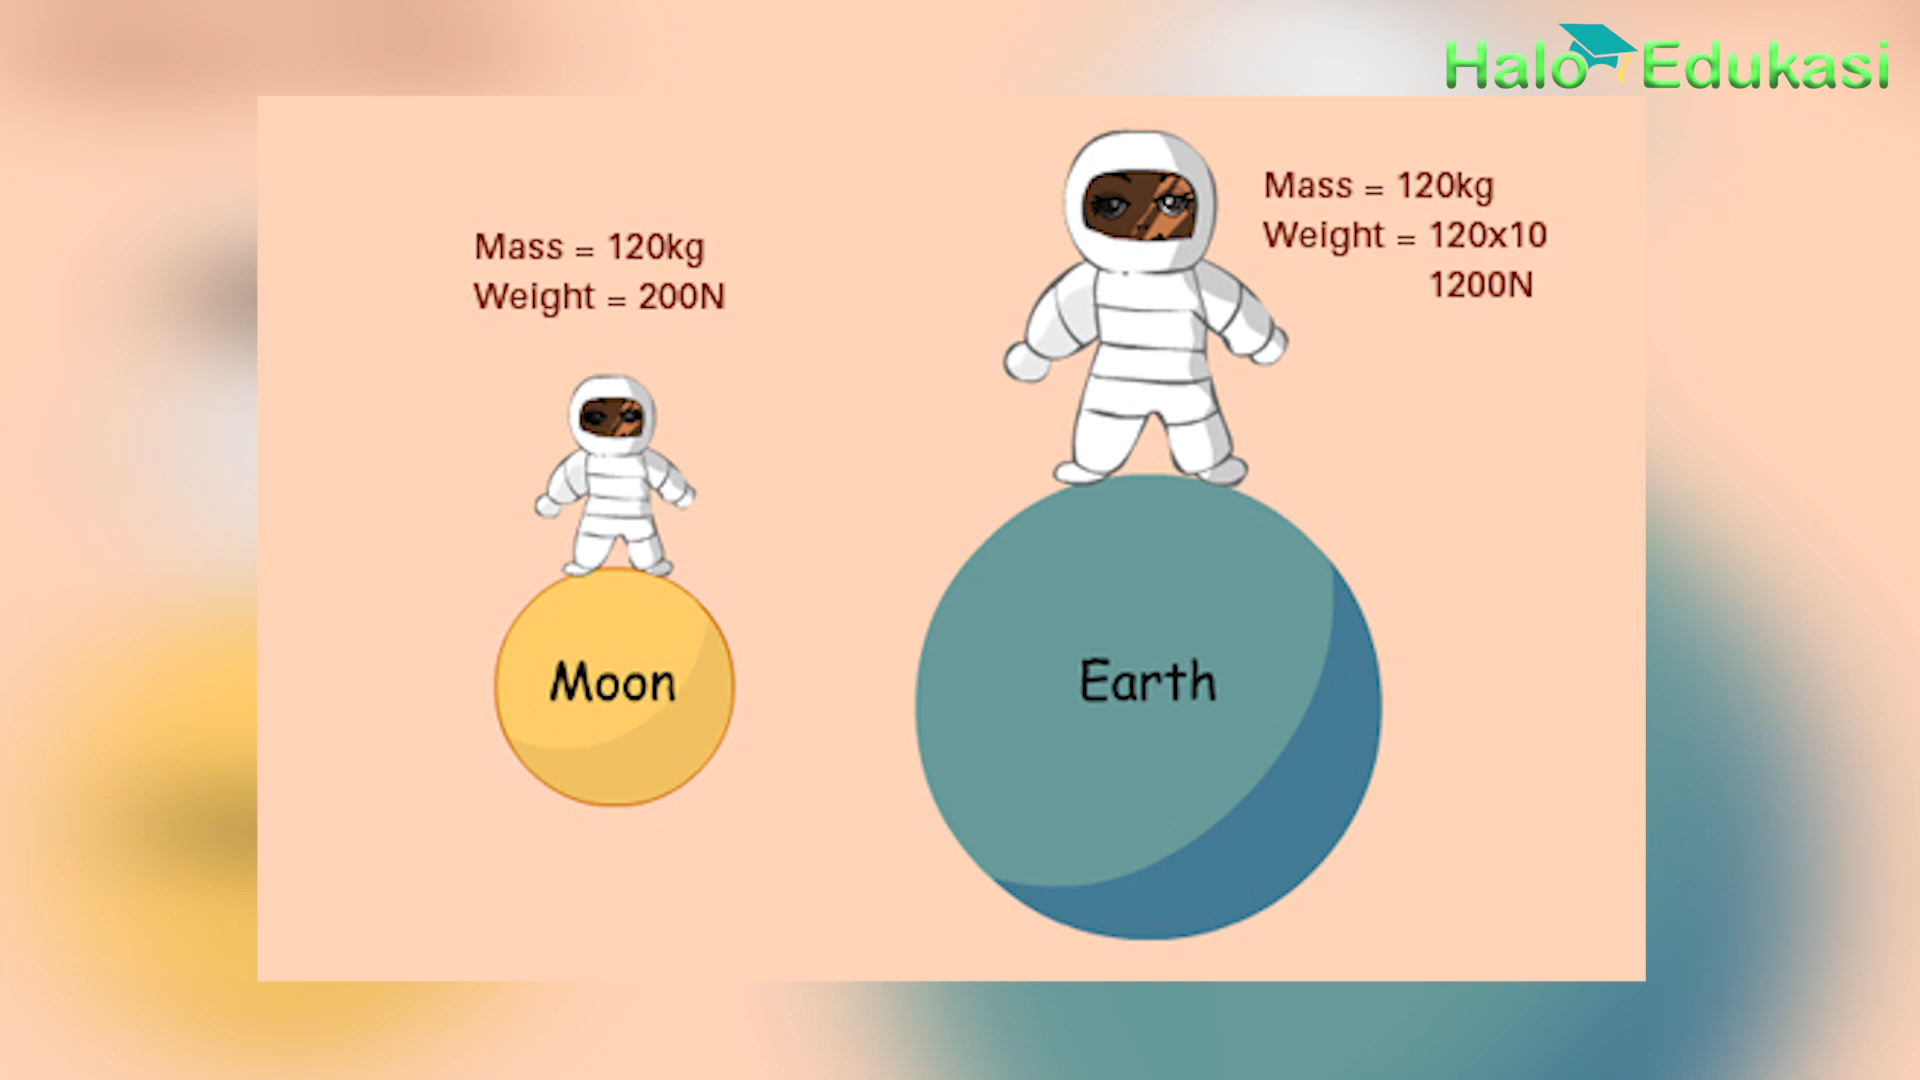 Halo Edukasi
Mass = 120kg
Weight = 200N
Mass = 120kg
Weight = 120x10
1200N
Moon
Earth